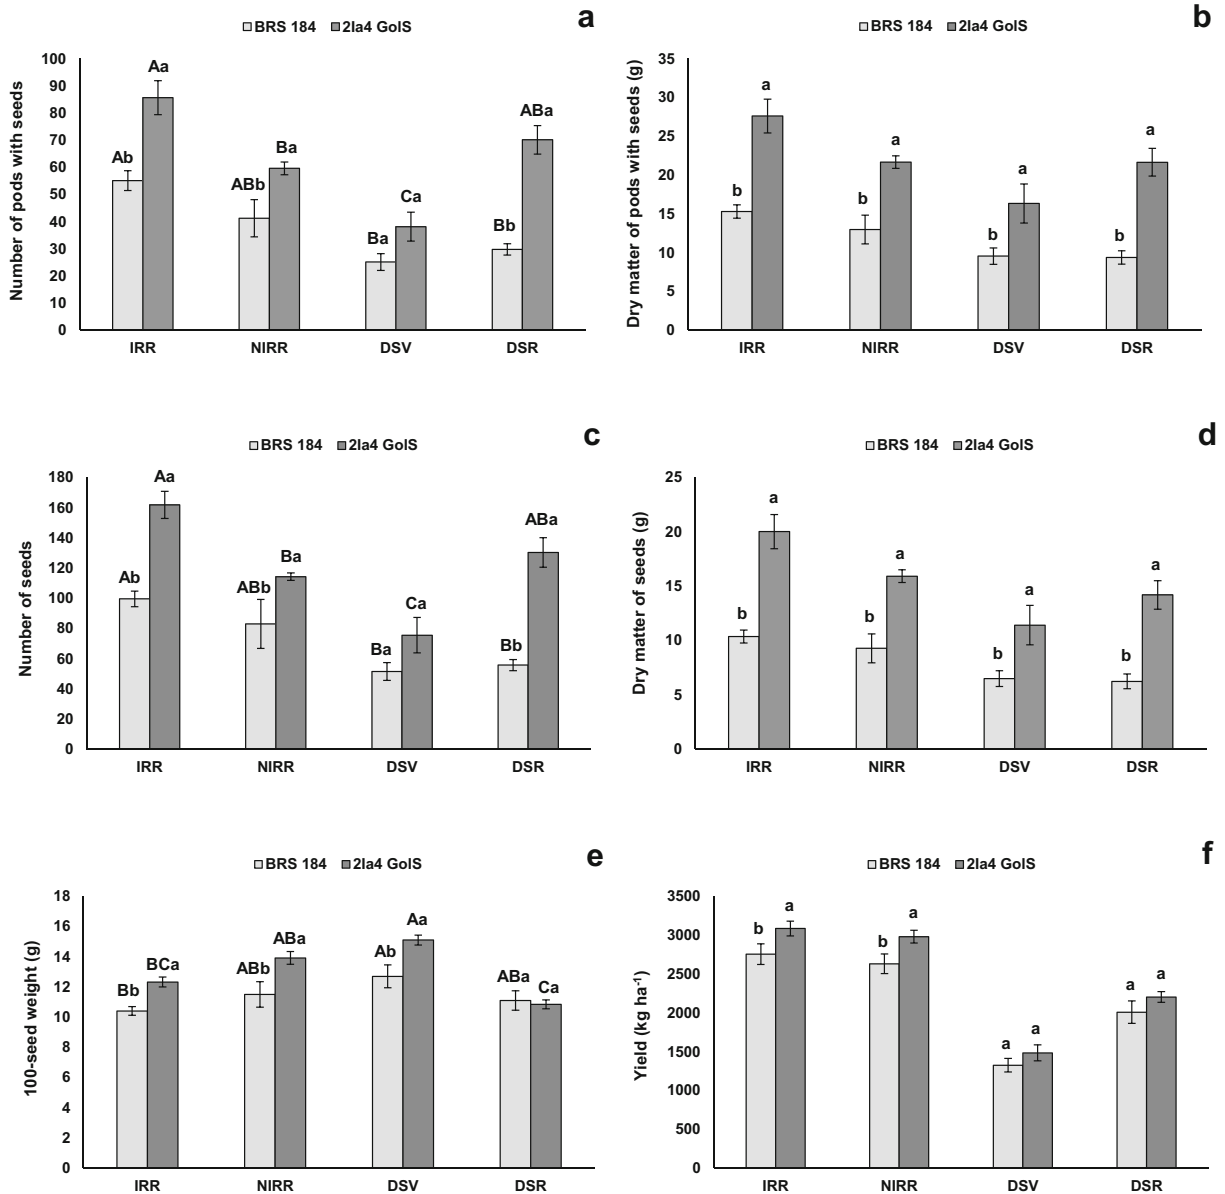 BRS 184 2Ia4 GolS
a
Number of pods with seeds
100
90
80
70
60
50
40
30
20
10
0
Ab Aa
ABb Ba
Ba Ca
Bb ABa
IRR NIRR DSV DSR
BRS 184 2Ia4 GolS
b
Dry matter of pods with seeds (g)
35
30
25
20
15
10
5
0
b a
b a
b a
b a
IRR NIRR DSV DSR
BRS 184 2Ia4 GolS
c
Number of seeds
180
160
140
120
100
80
60
40
20
0
Ab Aa
ABb Ba
Ba Ca
Bb ABa
IRR NIRR DSV DSR
BRS 184 2Ia4 GolS
d
Dry matter of seeds (g)
25
20
15
10
5
0
b a
b a
b a
b a
IRR NIRR DSV DSR
BRS 184 2Ia4 GolS
e
100-seed weight (g)
18
16
14
12
10
8
6
4
2
0
Bb BCa
ABb ABa
Ab Aa
ABa Ca
IRR NIRR DSV DSR
BRS 184 2Ia4 GolS
f
Yield (kg ha-1)
3500
3000
2500
2000
1500
1000
500
0
b a
b a
a a
a a
IRR NIRR DSV DSR